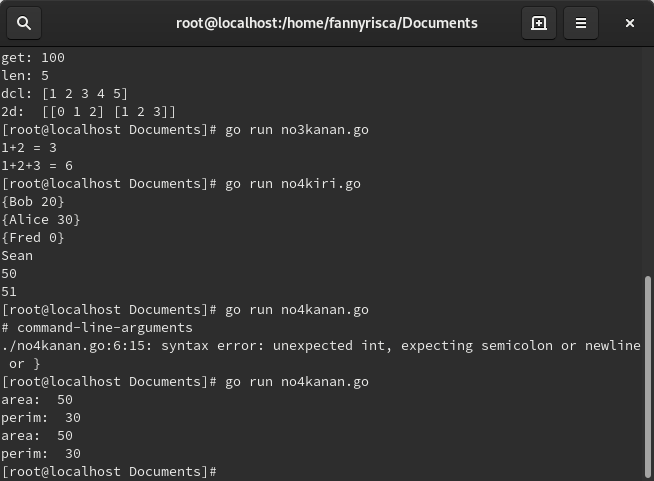 root@localhost:/home/fannyrisca/Documents
get: 100
len: 5
dcl: [1 2 3 4 5]
2d:  [[0 1 2] [1 2 3]]
[root@localhost Documents]# go run no3kanan.go
1+2 = 3
1+2+3 = 6
[root@localhost Documents]# go run no4kiri.go
{Bob 20}
{Alice 30}
{Fred 0}
Sean
50
51
[root@localhost Documents]# go run no4kanan.go
# command-line-arguments
./no4kanan.go:6:15: syntax error: unexpected int, expecting semicolon or newline
 or }
[root@localhost Documents]# go run no4kanan.go
area:  50
perim:  30
area:  50
perim:  30
[root@localhost Documents]#